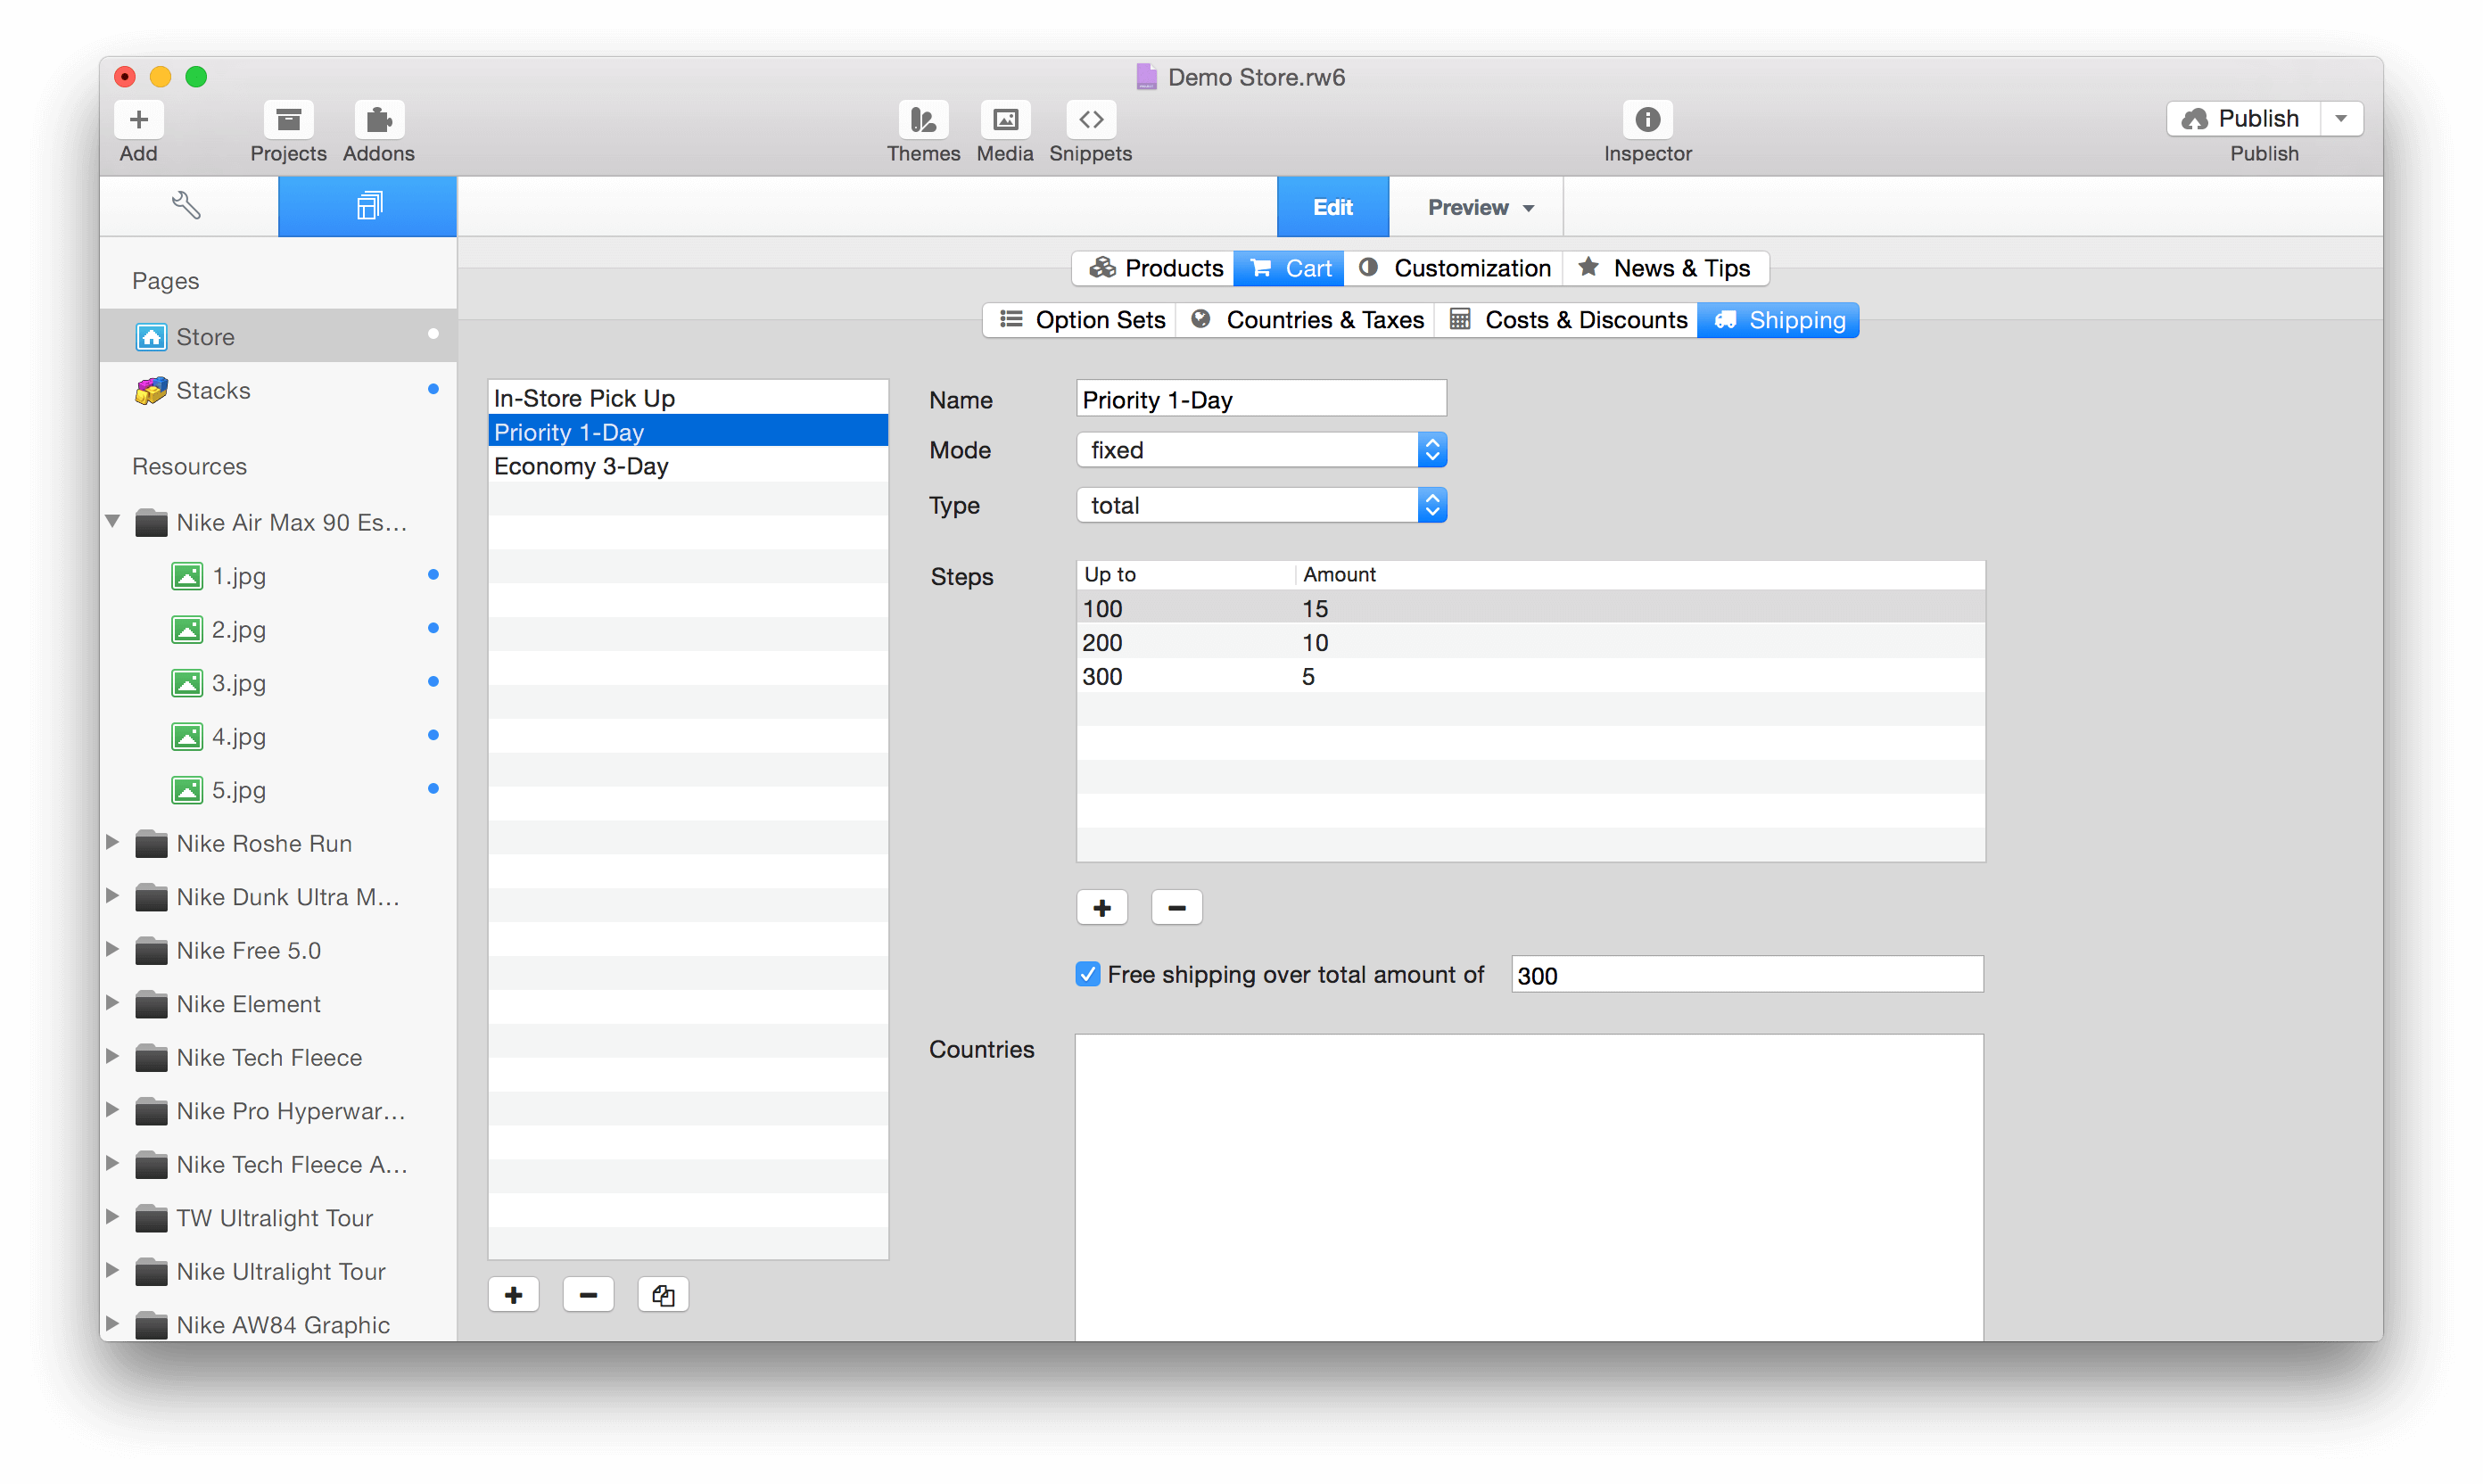 Demo Store.rw6
Add
Projects
Addons
Themes
Media
Snippets
Inspector
Publish
Publish
Edit
Preview
Products
Cart
Customization
News & Tips
Option Sets
Countries & Taxes
Costs & Discounts
Shipping
Pages
Store
Stacks
Resources
Nike Air Max 90 Es...
1.jpg
2.jpg
3.jpg
4.jpg
5.jpg
Nike Roshe Run
Nike Dunk Ultra M...
Nike Free 5.0
Nike Element
Nike Tech Fleece
Nike Pro Hyperwar...
Nike Tech Fleece A...
TW Ultralight Tour
Nike Ultralight Tour
Nike AW84 Graphic
In-Store Pick Up
Priority 1-Day
Economy 3-Day
Name
Priority 1-Day
Mode
fixed
Type
total
Steps
Up to Amount
100 15
200 10
300 5
Free shipping over total amount of
300
Countries